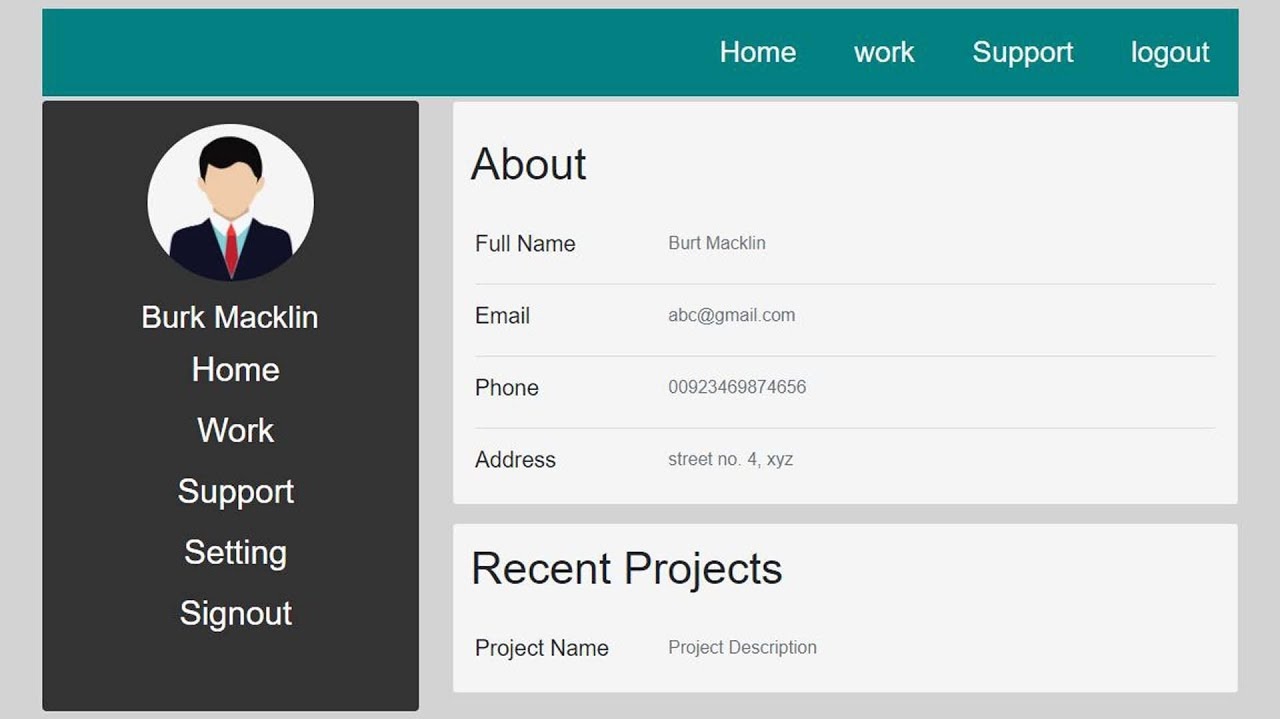 Home work Support logout
Burk Macklin
Home
Work
Support
Setting
Signout
About
Full Name Burt Macklin
Email abc@gmail.com
Phone 00923469874656
Address street no. 4, xyz
Recent Projects
Project Name Project Description